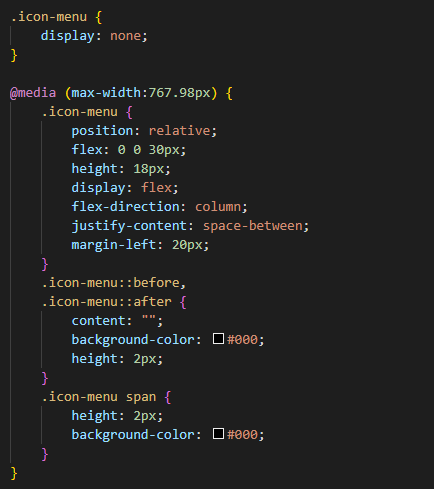 .icon-menu {
    display: none;
}
@media (max-width:767.98px) {
    .icon-menu {
        position: relative;
        flex: 0 0 30px;
        height: 18px;
        display: flex;
        flex-direction: column;
        justify-content: space-between;
        margin-left: 20px;
    }
    .icon-menu::before,
    .icon-menu::after {
        content: "";
        background-color: #000;
        height: 2px;
    }
    .icon-menu span {
        height: 2px;
        background-color: #000;
    }
}